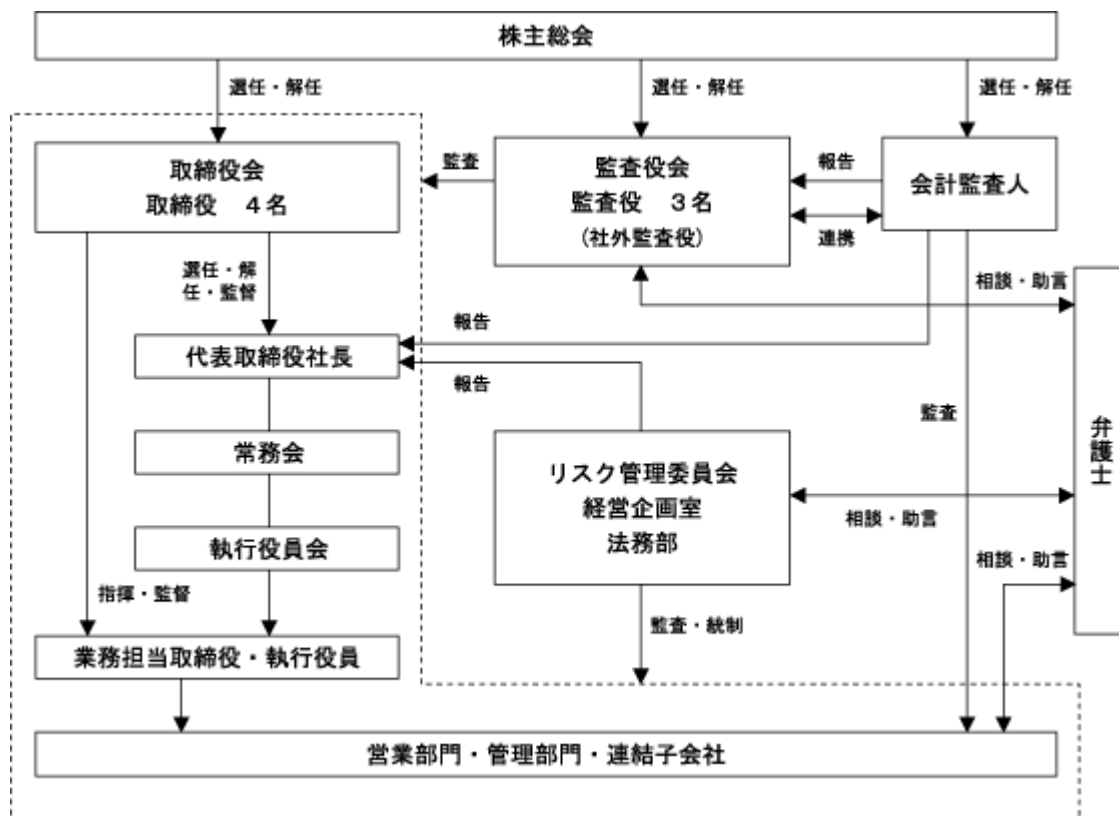 株主総会
選任・解任
選任・解任
選任・解任
取締役会
取締役 4名
監査
監査役会
監査役 3名
(社外監査役)
報告
連携
会計監査人
選任・解
任・監督
相談・助言
報告
代表取締役社長
報告
監査
弁護士
常務会
リスク管理委員会
経営企画室
法務部
相談・助言
執行役員会
相談・助言
指揮・監督
監査・統制
業務担当取締役・執行役員
営業部門・管理部門・連結子会社